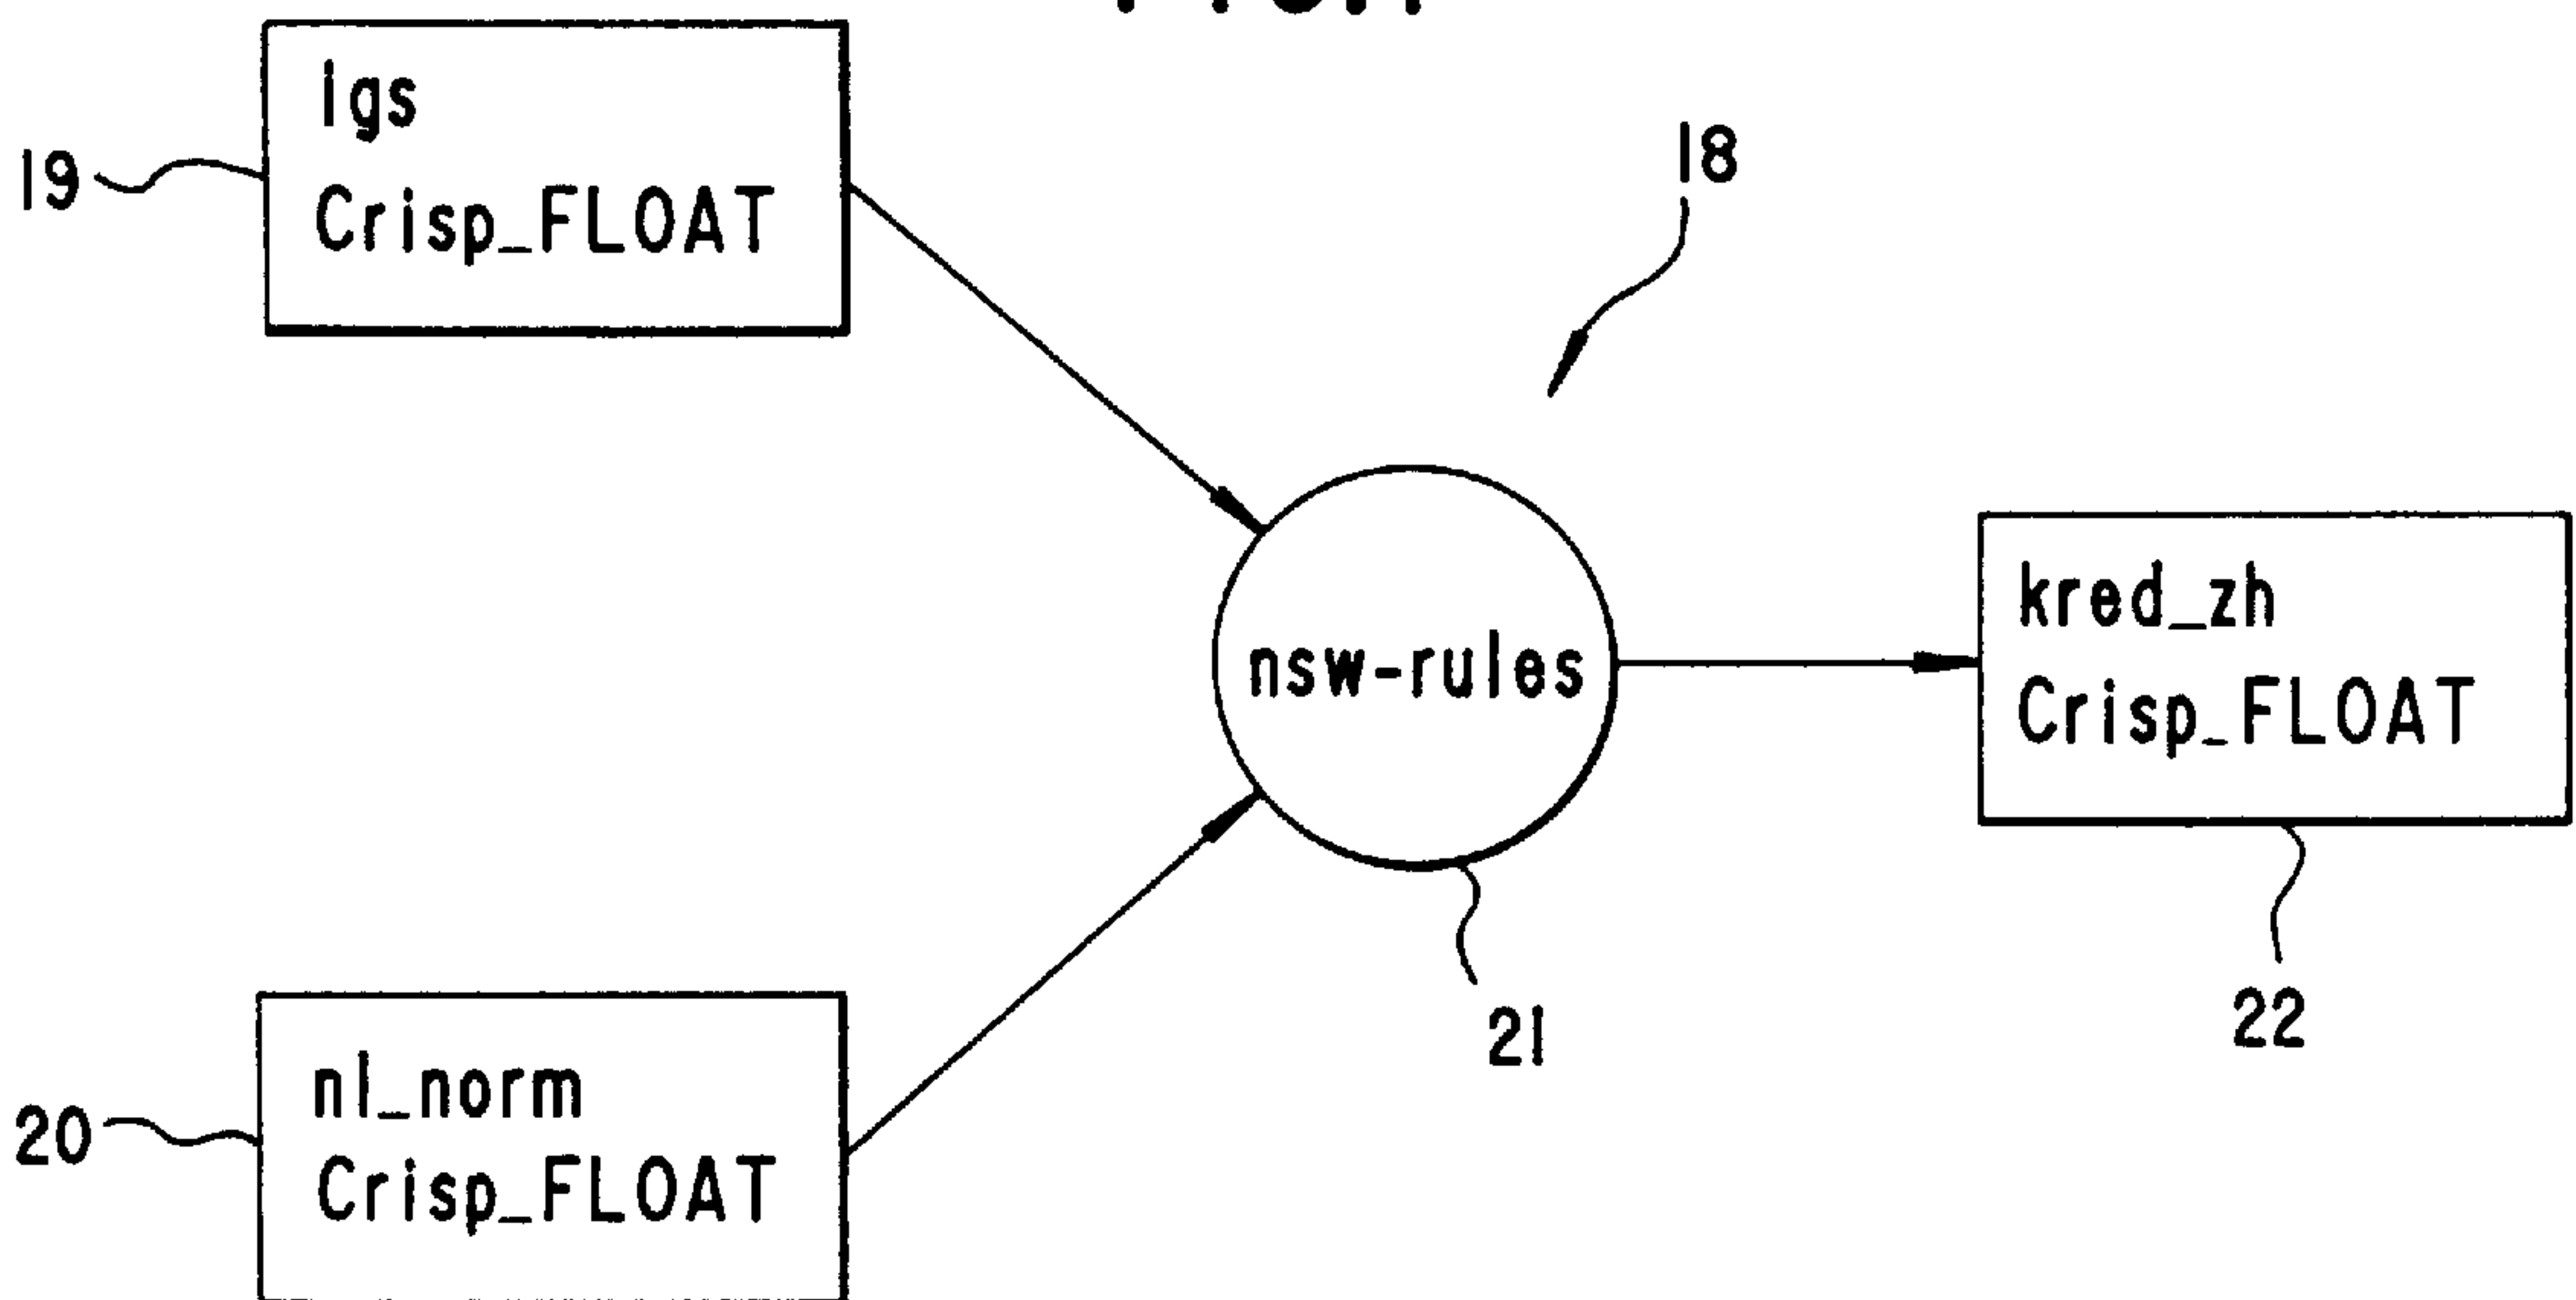 19
lgs
Crisp_FLOAT
18
nsw-rules
kred_zh
Crisp_FLOAT
20
nl_norm
Crisp_FLOAT
21
22